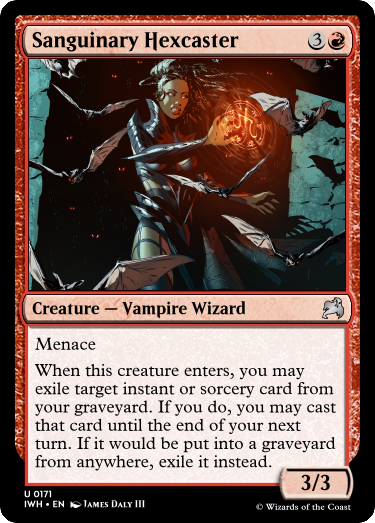 Sanguinary Hexcaster 3
Creature — Vampire Wizard
Menace
When this creature enters, you may
exile target instant or sorcery card from
your graveyard. If you do, you may cast
that card until the end of your next
turn. If it would be put into a graveyard
from anywhere, exile it instead.
3/3
U 0171
IWH • EN James Daly III
© Wizards of the Coast